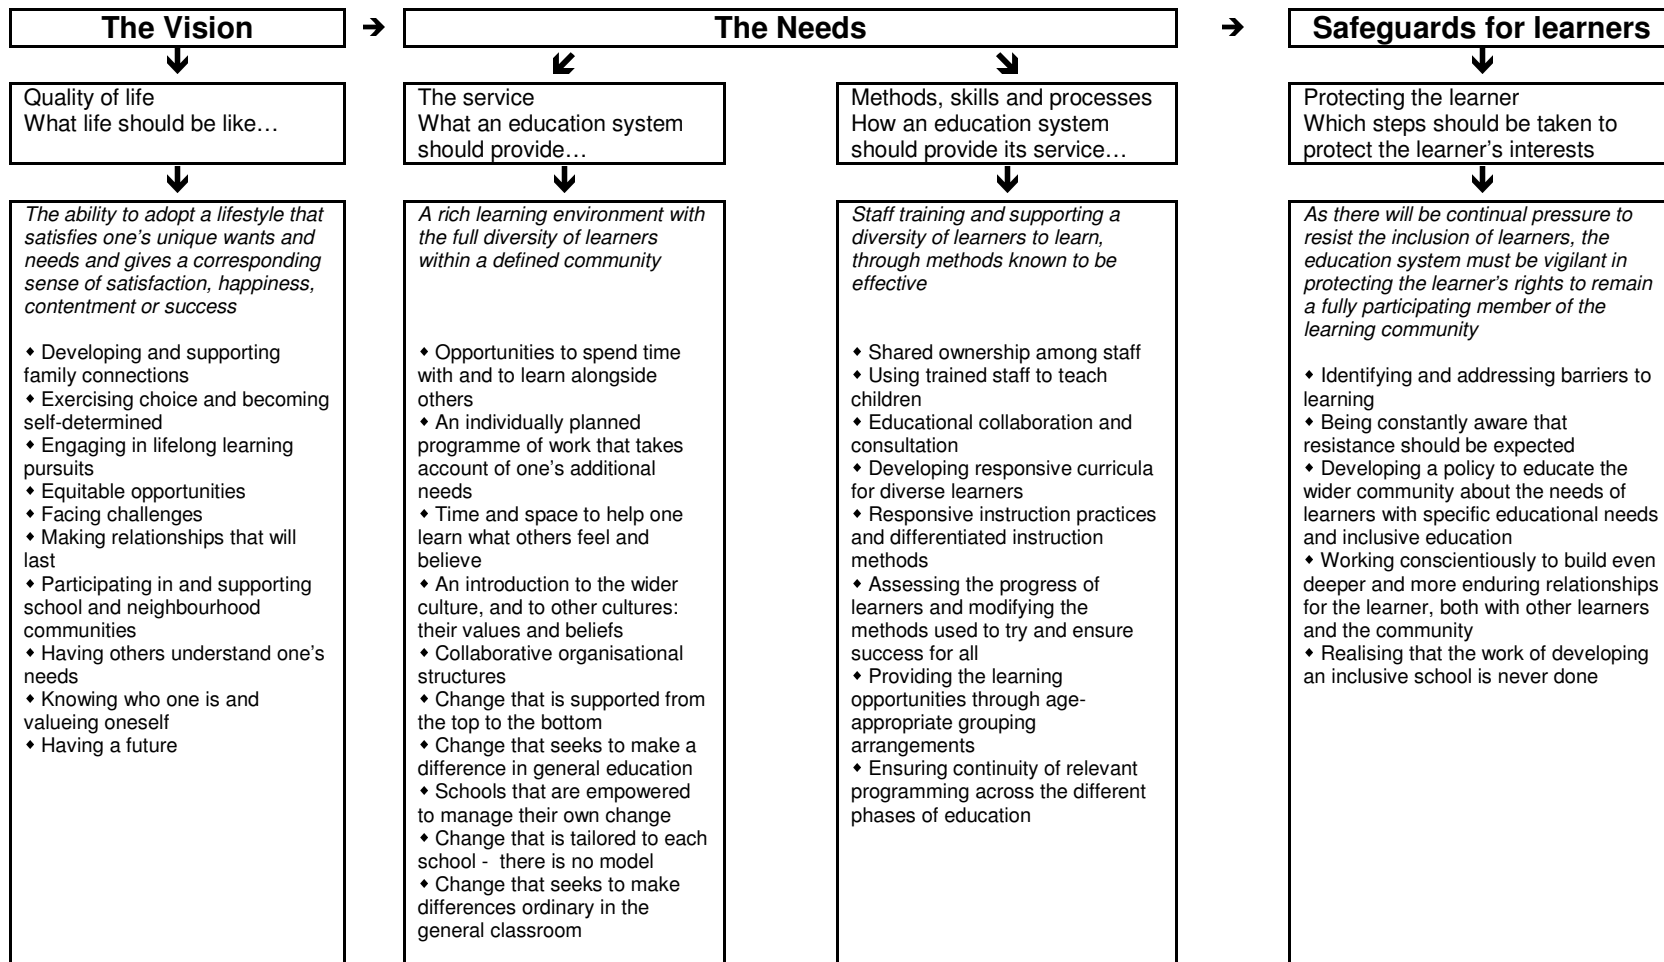 The Vision
➔
The Needs
➔
Safeguards for learners
Quality of life
What life should be like…
The service
What an education system
should provide…
Methods, skills and processes
How an education system
should provide its service…
Protecting the learner
Which steps should be taken to
protect the learner's interests
The ability to adopt a lifestyle that
satisfies one's unique wants and
needs and gives a corresponding
sense of satisfaction, happiness,
contentment or success
◆ Developing and supporting
family connections
◆ Exercising choice and becoming
self-determined
◆ Engaging in lifelong learning
pursuits
◆ Equitable opportunities
◆ Facing challenges
◆ Making relationships that will
last
◆ Participating in and supporting
school and neighbourhood
communities
◆ Having others understand one's
needs
◆ Knowing who one is and
valueing oneself
◆ Having a future
A rich learning environment with
the full diversity of learners
within a defined community
◆ Opportunities to spend time
with and to learn alongside
others
◆ An individually planned
programme of work that takes
account of one's additional
needs
◆ Time and space to help one
learn what others feel and
believe
◆ An introduction to the wider
culture, and to other cultures:
their values and beliefs
◆ Collaborative organisational
structures
◆ Change that is supported from
the top to the bottom
◆ Change that seeks to make a
difference in general education
◆ Schools that are empowered
to manage their own change
◆ Change that is tailored to each
school - there is no model
◆ Change that seeks to make
differences ordinary in the
general classroom
Staff training and supporting a
diversity of learners to learn,
through methods known to be
effective
◆ Shared ownership among staff
◆ Using trained staff to teach
children
◆ Educational collaboration and
consultation
◆ Developing responsive curricula
for diverse learners
◆ Responsive instruction practices
and differentiated instruction
methods
◆ Assessing the progress of
learners and modifying the
methods used to try and ensure
success for all
◆ Providing the learning
opportunities through age-
appropriate grouping
arrangements
◆ Ensuring continuity of relevant
programming across the different
phases of education
As there will be continual pressure to
resist the inclusion of learners, the
education system must be vigilant in
protecting the learner's rights to remain
a fully participating member of the
learning community
◆ Identifying and addressing barriers to
learning
◆ Being constantly aware that
resistance should be expected
◆ Developing a policy to educate the
wider community about the needs of
learners with specific educational needs
and inclusive education
◆ Working conscientiously to build even
deeper and more enduring relationships
for the learner, both with other learners
and the community
◆ Realising that the work of developing
an inclusive school is never done